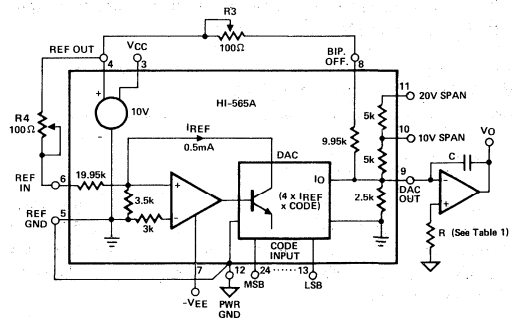 R3
100Ω
REF OUT
VCC
4
3
BIP.
OFF.
8
HI-565A
11
20V SPAN
5k
10
10V SPAN
R4
100Ω
+
10V
-
IREF
0.5mA
9.95k
5k
VO
C
REF
IN
6
19.95k
DAC
IO
9
DAC
OUT
-
+
+
3.5k
(4 x IREF
x CODE)
2.5k
REF
GND
5
3k
-
R (See Table 1)
CODE
INPUT
7
12
24
13
MSB
LSB
-VEE
PWR
GND